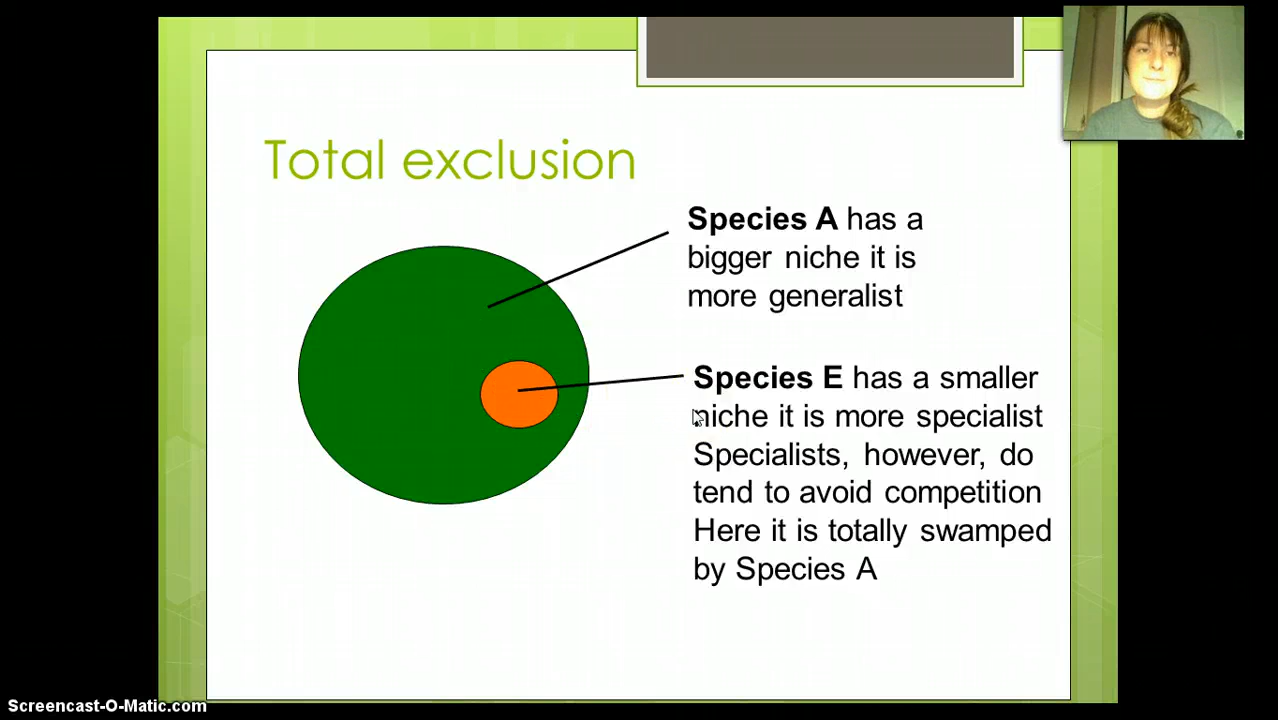 Total exclusion
Species A has a
bigger niche it is
more generalist
Species E has a smaller
niche it is more specialist
Specialists, however, do
tend to avoid competition
Here it is totally swamped
by Species A
Screencast-O-Matic.com